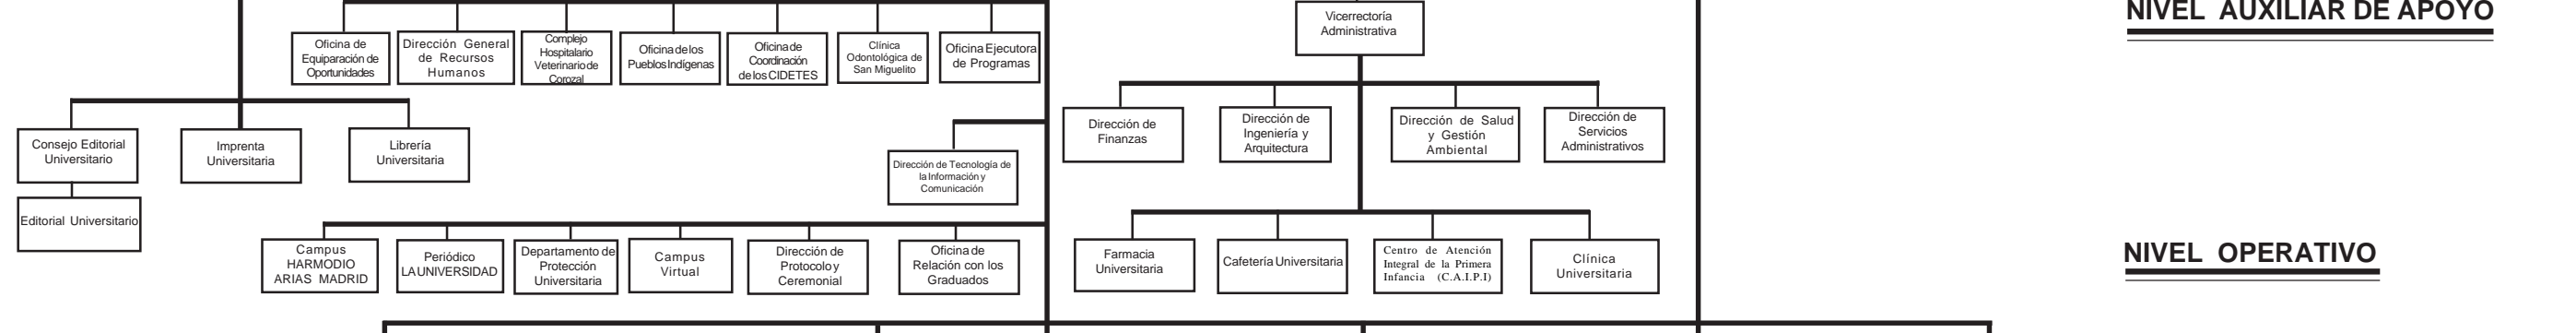 NIVEL AUXILIAR DE APOYO
Vicerrectoría
Administrativa
Oficina de
Equiparación de
Oportunidades
Dirección General
de Recursos
Humanos
Complejo
Hospitalario
Veterinario de
Corozal
Oficina de los
Pueblos Indígenas
Oficina de
Coordinación
de los CIDETES
Clínica
Odontológica de
San Miguelito
Oficina Ejecutora
de Programas
Dirección de
Finanzas
Dirección de
Ingeniería y
Arquitectura
Dirección de Salud
y Gestión
Ambiental
Dirección de
Servicios
Administrativos
Consejo Editorial
Universitario
Imprenta
Universitaria
Librería
Universitaria
Dirección de Tecnología de
la Información y
Comunicación
Editorial Universitario
Campus
HARMODIO
ARIAS MADRID
Periódico
LA UNIVERSIDAD
Departamento de
Protección
Universitaria
Campus
Virtual
Dirección de
Protocolo y
Ceremonial
Oficina de
Relación con los
Graduados
Farmacia
Universitaria
Cafetería Universitaria
Centro de Atención
Integral de la Primera
Infancia (C.A.I.P.I)
Clínica
Universitaria
NIVEL OPERATIVO